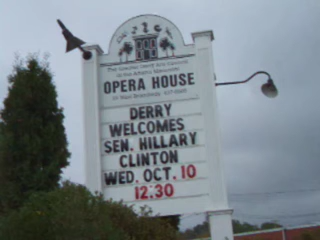 OPERA HOUSE
DERRY
WELCOMES
SEN. HILLARY
CLINTON
WED. OCT. 10
12:30